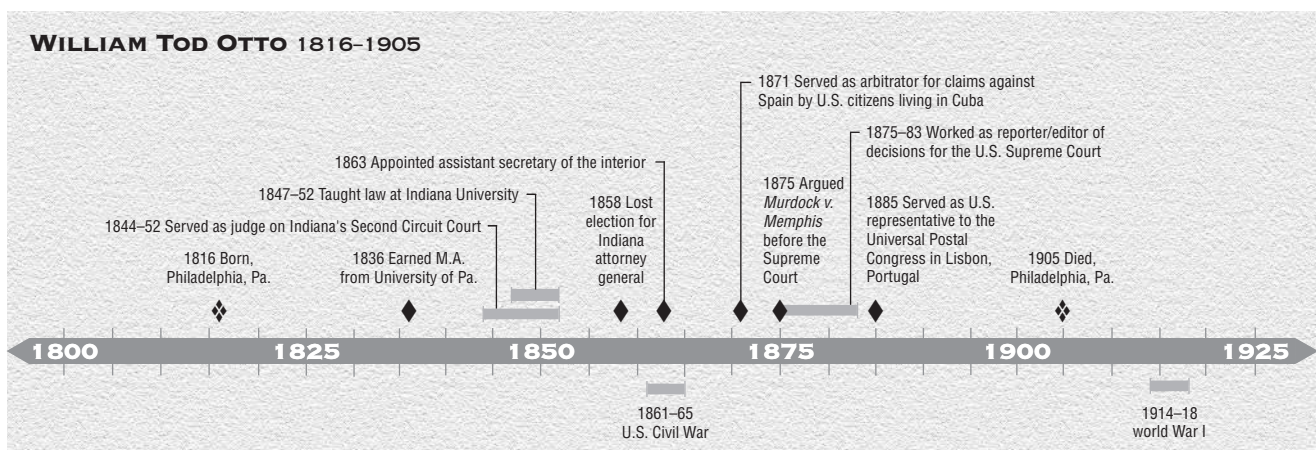 WILLIAM TOD OTTO 1816–1905
1871 Served as arbitrator for claims against
Spain by U.S. citizens living in Cuba
1875–83 Worked as reporter/editor of
decisions for the U.S. Supreme Court
1863 Appointed assistant secretary of the interior
1847–52 Taught law at Indiana University
1844–52 Served as judge on Indiana's Second Circuit Court
1816 Born,
Philadelphia, Pa.
1836 Earned M.A.
from University of Pa.
1858 Lost
election for
Indiana
attorney
general
1875 Argued
Murdock v.
Memphis
before the
Supreme
Court
1885 Served as U.S.
representative to the
Universal Postal
Congress in Lisbon,
Portugal
1905 Died,
Philadelphia, Pa.
1800 1825 1850 1875 1900 1925
1861–65
U.S. Civil War
1914–18
world War I